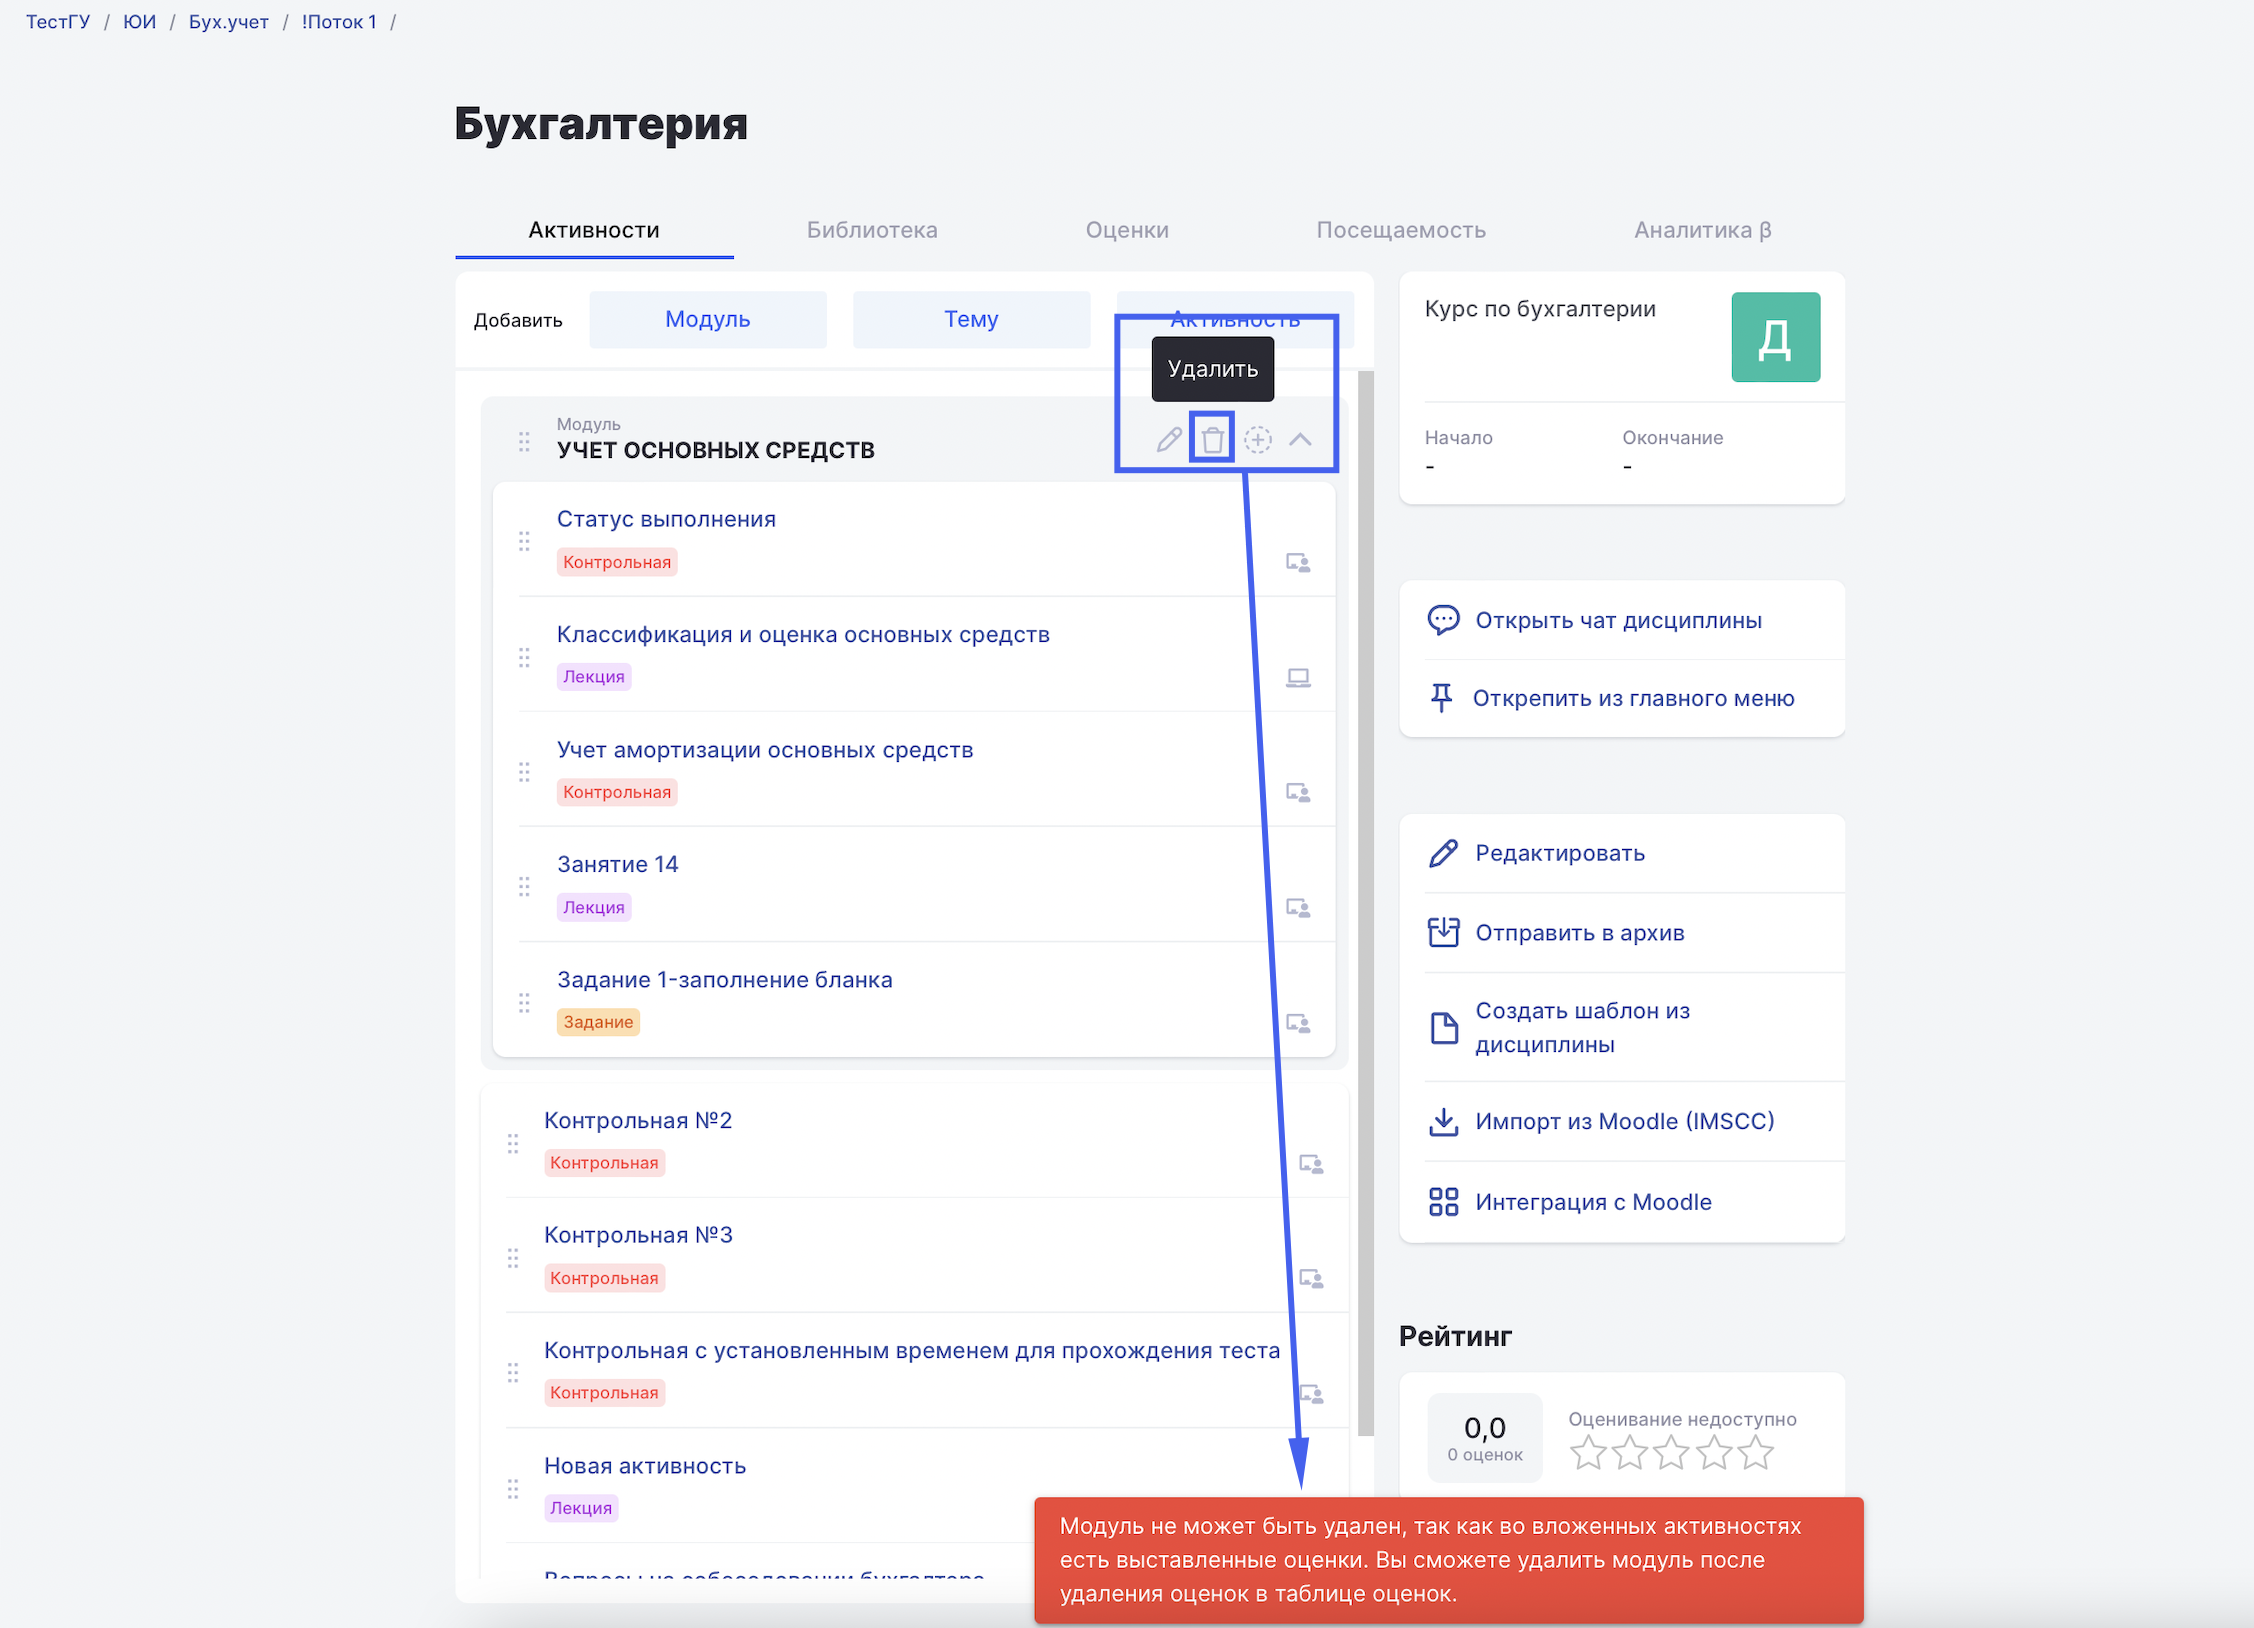 ТестГУ / ЮИ / Бух.учет / !Поток 1 /
Бухгалтерия
Активности
Библиотека
Оценки
Посещаемость
Аналитика β
Добавить
Модуль
Тему
Активность
Удалить
Модуль
УЧЕТ ОСНОВНЫХ СРЕДСТВ
Статус выполнения
Контрольная
Классификация и оценка основных средств
Лекция
Учет амортизации основных средств
Контрольная
Занятие 14
Лекция
Задание 1-заполнение бланка
Задание
Контрольная №2
Контрольная
Контрольная №3
Контрольная
Контрольная с установленным временем для прохождения теста
Контрольная
Новая активность
Лекция
Вопросы на собеседовании бухгалтера
Курс по бухгалтерии
Д
Начало
Окончание
-
-
Открыть чат дисциплины
Открепить из главного меню
Редактировать
Отправить в архив
Создать шаблон из
дисциплины
Импорт из Moodle (IMSCC)
Интеграция с Moodle
Рейтинг
0,0
0 оценок
Оценивание недоступно
Модуль не может быть удален, так как во вложенных активностях
есть выставленные оценки. Вы сможете удалить модуль после
удаления оценок в таблице оценок.